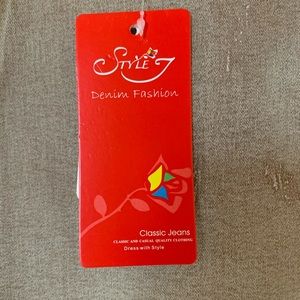 STYLE J
Denim Fashion
Classic Jeans
CLASSIC AND CASUAL QUALITY CLOTHING
Dress with Style